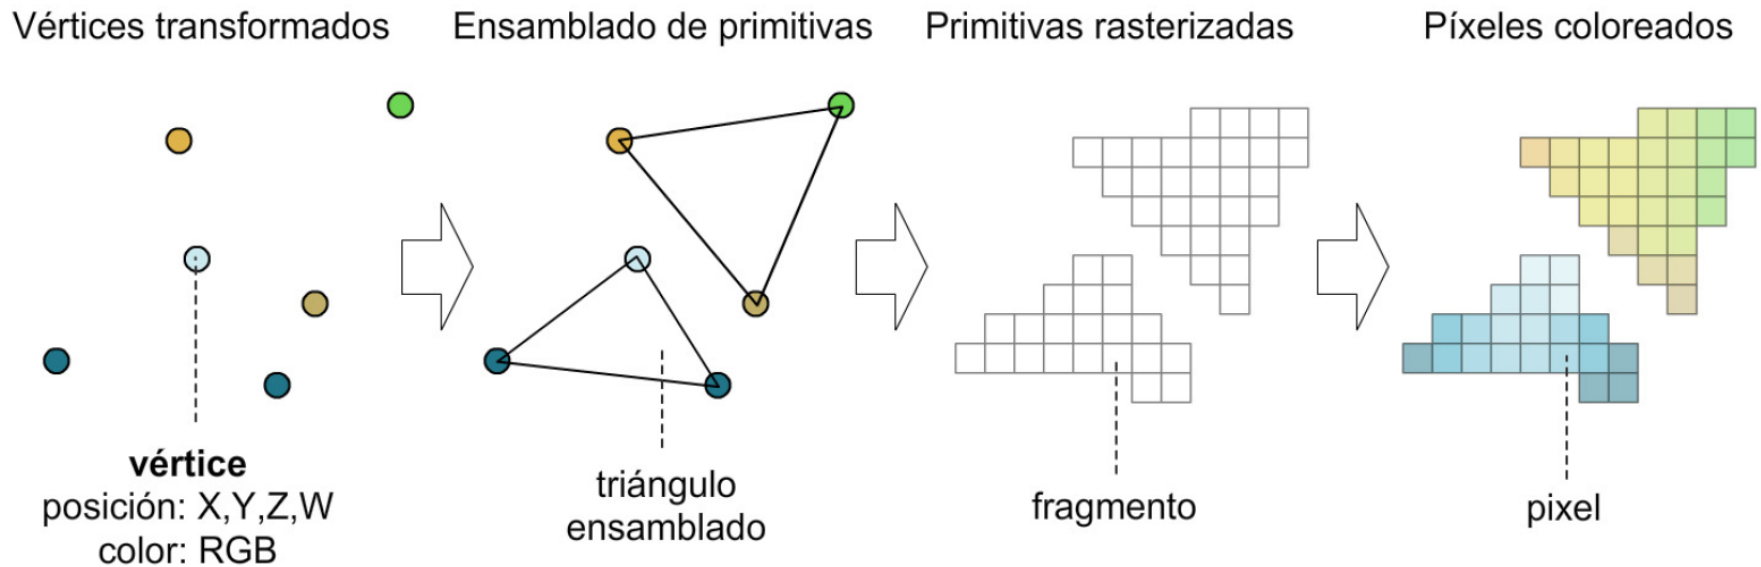 Vértices transformados
Ensamblado de primitivas
Primitivas rasterizadas
Píxeles coloreados
vértice
posición: X,Y,Z,W
color: RGB
triángulo
ensamblado
fragmento
pixel